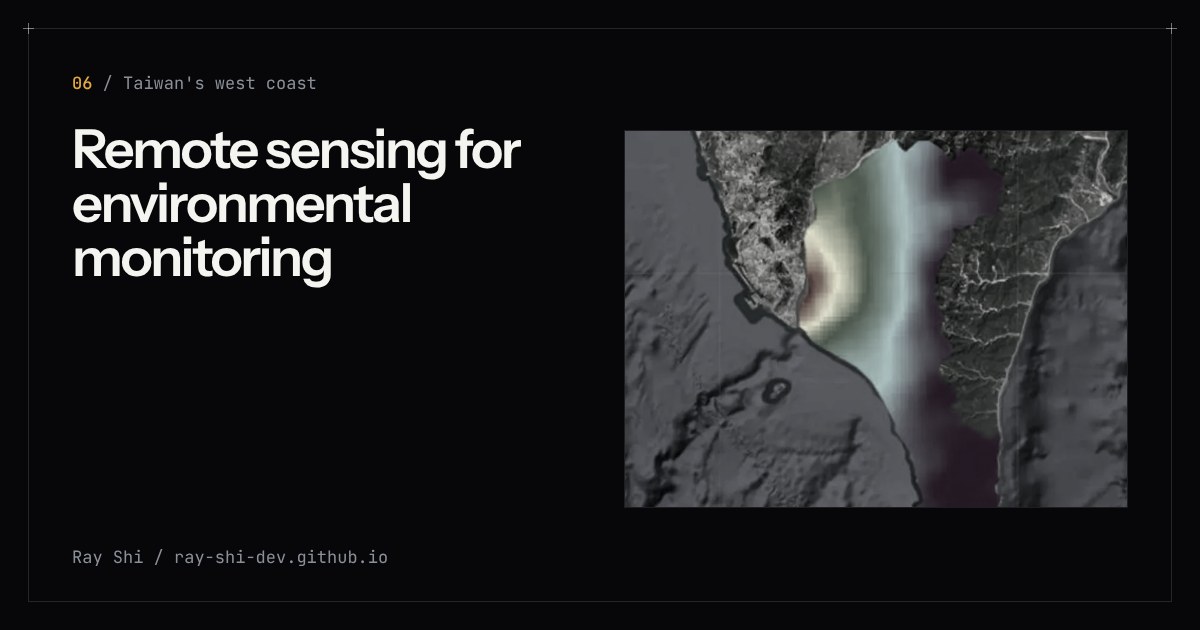 06 / Taiwan's west coast
Remote sensing for
environmental
monitoring
Ray Shi / ray-shi-dev.github.io